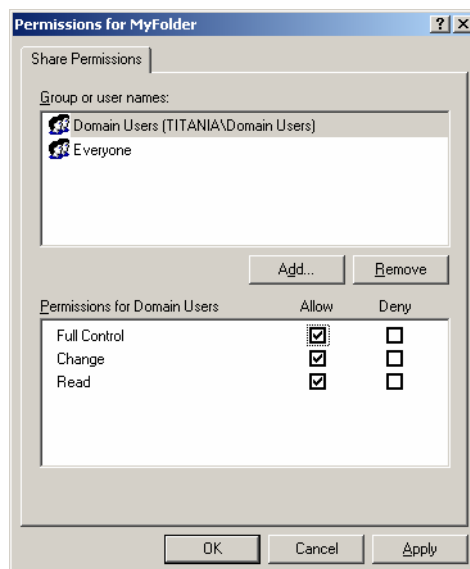 Permissions for MyFolder
Share Permissions
Group or user names:
Domain Users (TITANIA\Domain Users)
Everyone
Add... Remove
Permissions for Domain Users Allow Deny
Full Control
Change
Read
OK Cancel Apply